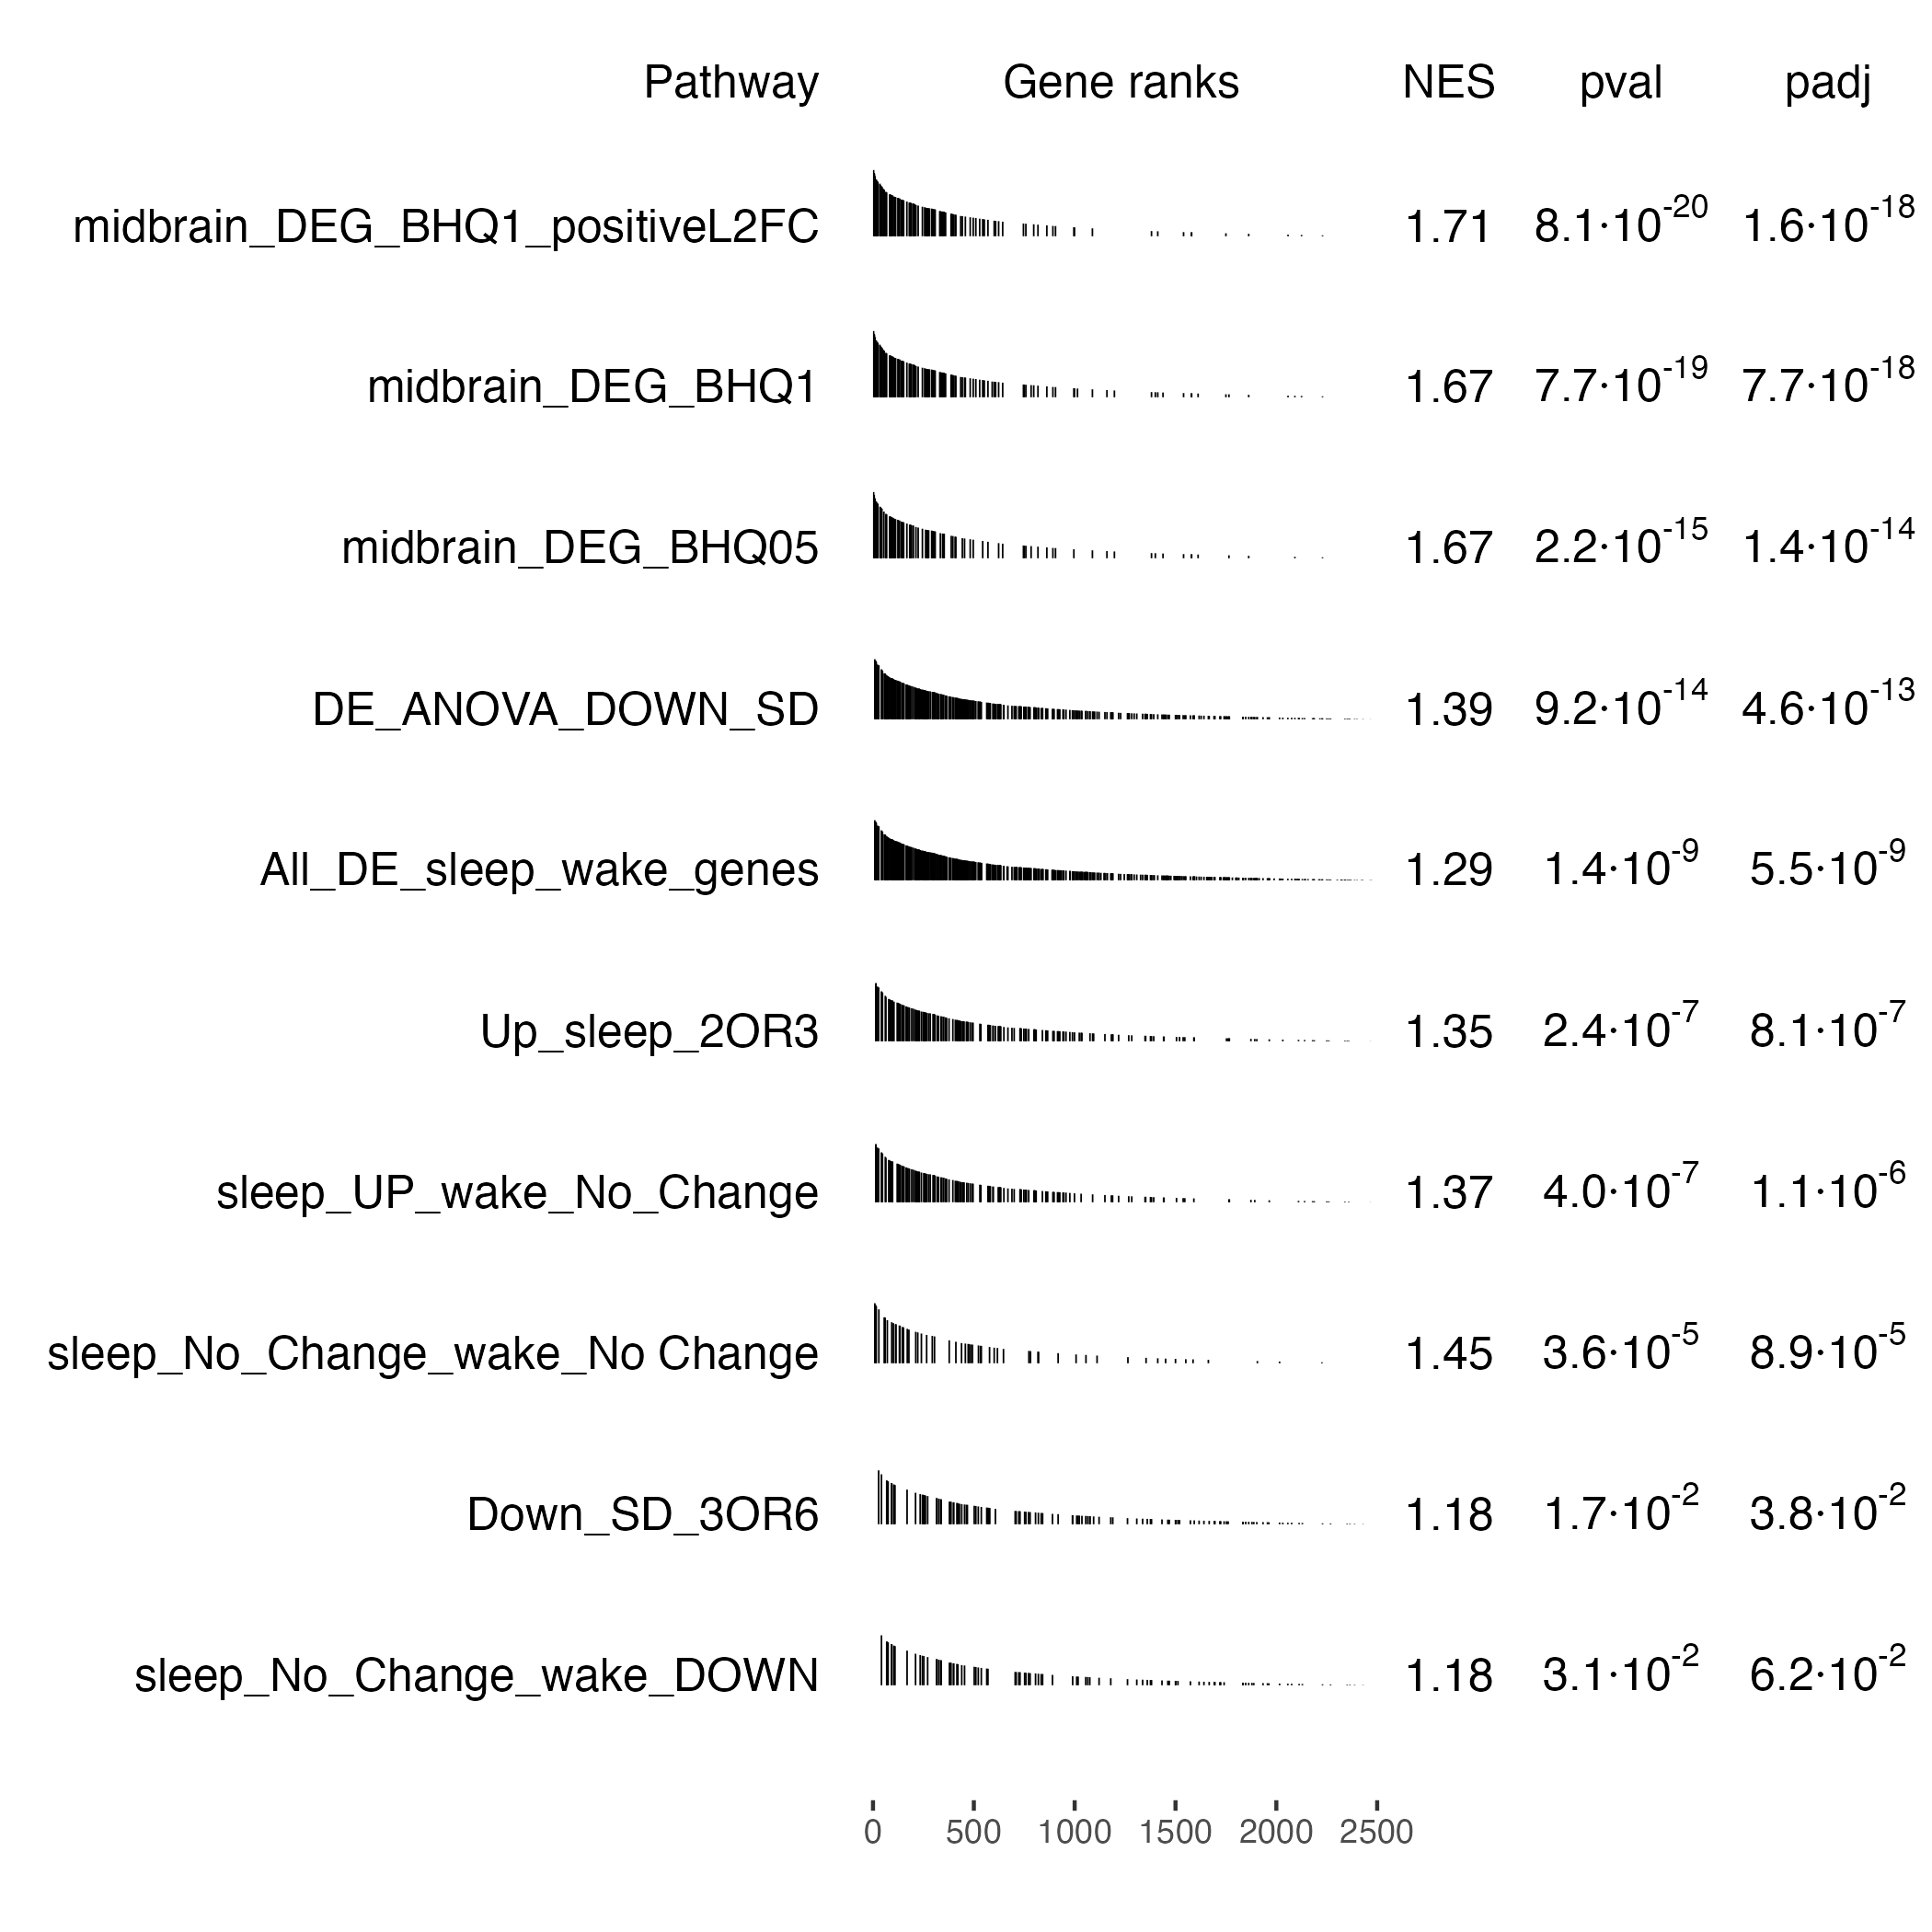 Pathway Gene ranks NES pval padj
midbrain_DEG_BHQ1_positiveL2FC 1.71 8.1·10^-20 1.6·10^-18
midbrain_DEG_BHQ1 1.67 7.7·10^-19 7.7·10^-18
midbrain_DEG_BHQ05 1.67 2.2·10^-15 1.4·10^-14
DE_ANOVA_DOWN_SD 1.39 9.2·10^-14 4.6·10^-13
All_DE_sleep_wake_genes 1.29 1.4·10^-9 5.5·10^-9
Up_sleep_2OR3 1.35 2.4·10^-7 8.1·10^-7
sleep_UP_wake_No_Change 1.37 4.0·10^-7 1.1·10^-6
sleep_No_Change_wake_No Change 1.45 3.6·10^-5 8.9·10^-5
Down_SD_3OR6 1.18 1.7·10^-2 3.8·10^-2
sleep_No_Change_wake_DOWN 1.18 3.1·10^-2 6.2·10^-2
0 500 1000 1500 2000 2500